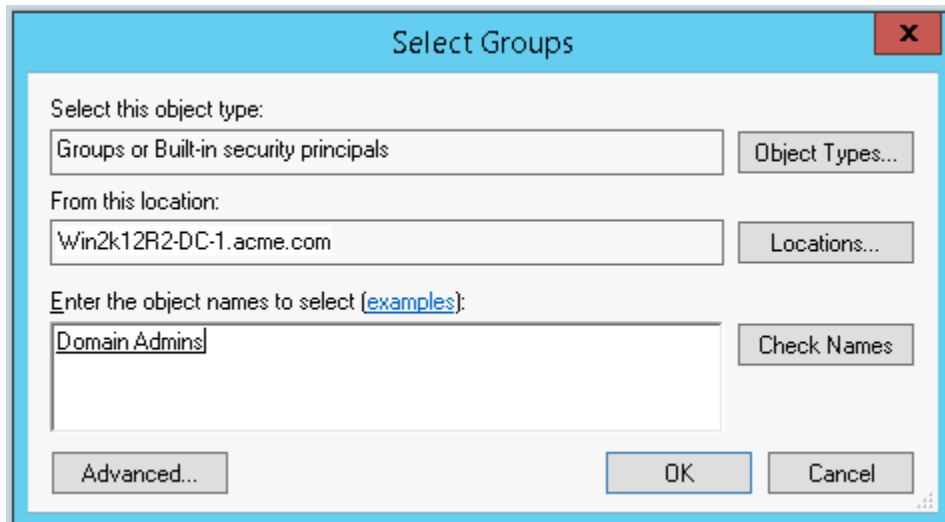 Select Groups
x
Select this object type:
Groups or Built-in security principals
Object Types...
From this location:
Win2k12R2-DC-1.acme.com
Locations...
Enter the object names to select (examples):
Domain Admins
Check Names
Advanced...
OK
Cancel